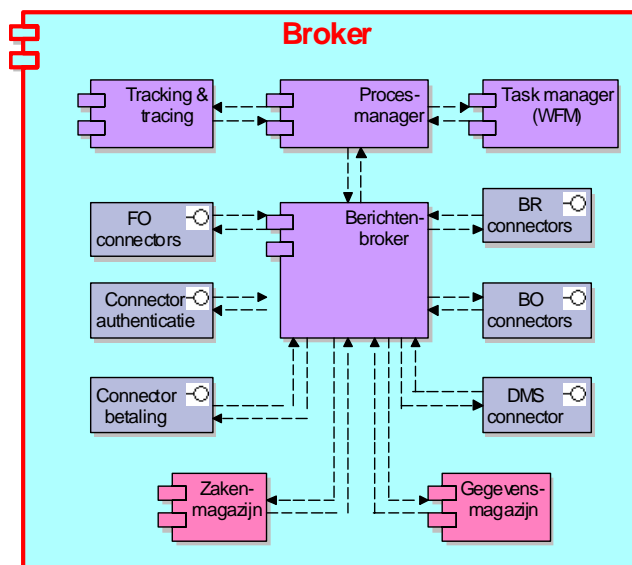 Broker
Tracking &
tracing
Proces-
manager
Task manager
(WFM)
FO
connectors
Berichten-
broker
BR
connectors
Connector
authenticatie
BO
connectors
Connector
betaling
DMS
connector
Zaken-
magazijn
Gegevens-
magazijn